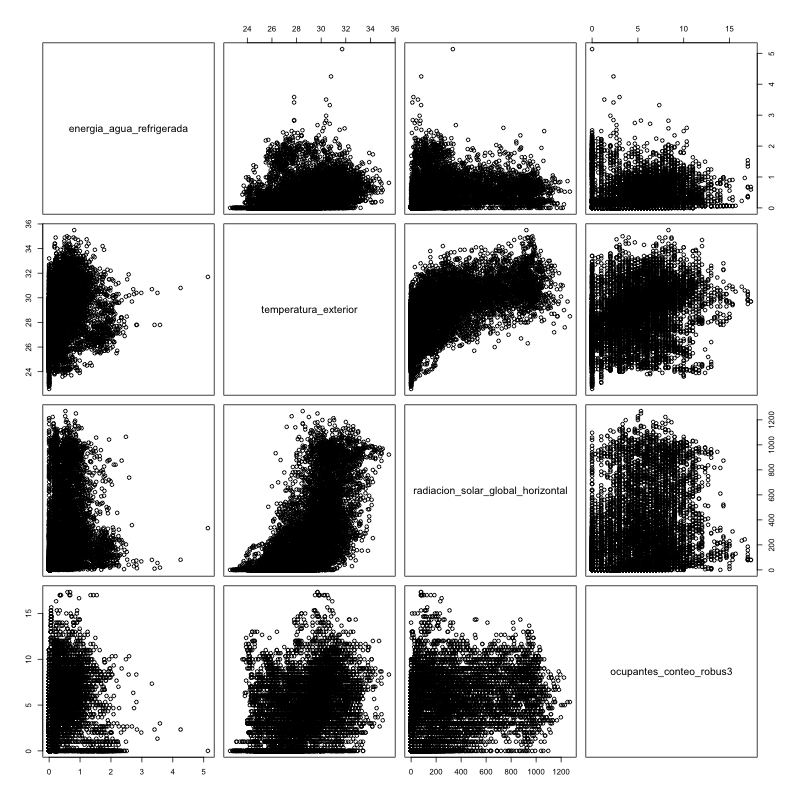 24 26 28 30 32 34 36
0 5 10 15
energia_agua_refrigerada
0 1 2 3 4 5
24 26 28 30 32 34 36
temperatura_exterior
radiacion_solar_global_horizontal
0 200 400 600 800 1000 1200
0 5 10 15
ocupantes_conteo_robus3
0 1 2 3 4 5
0 200 400 600 800 1000 1200